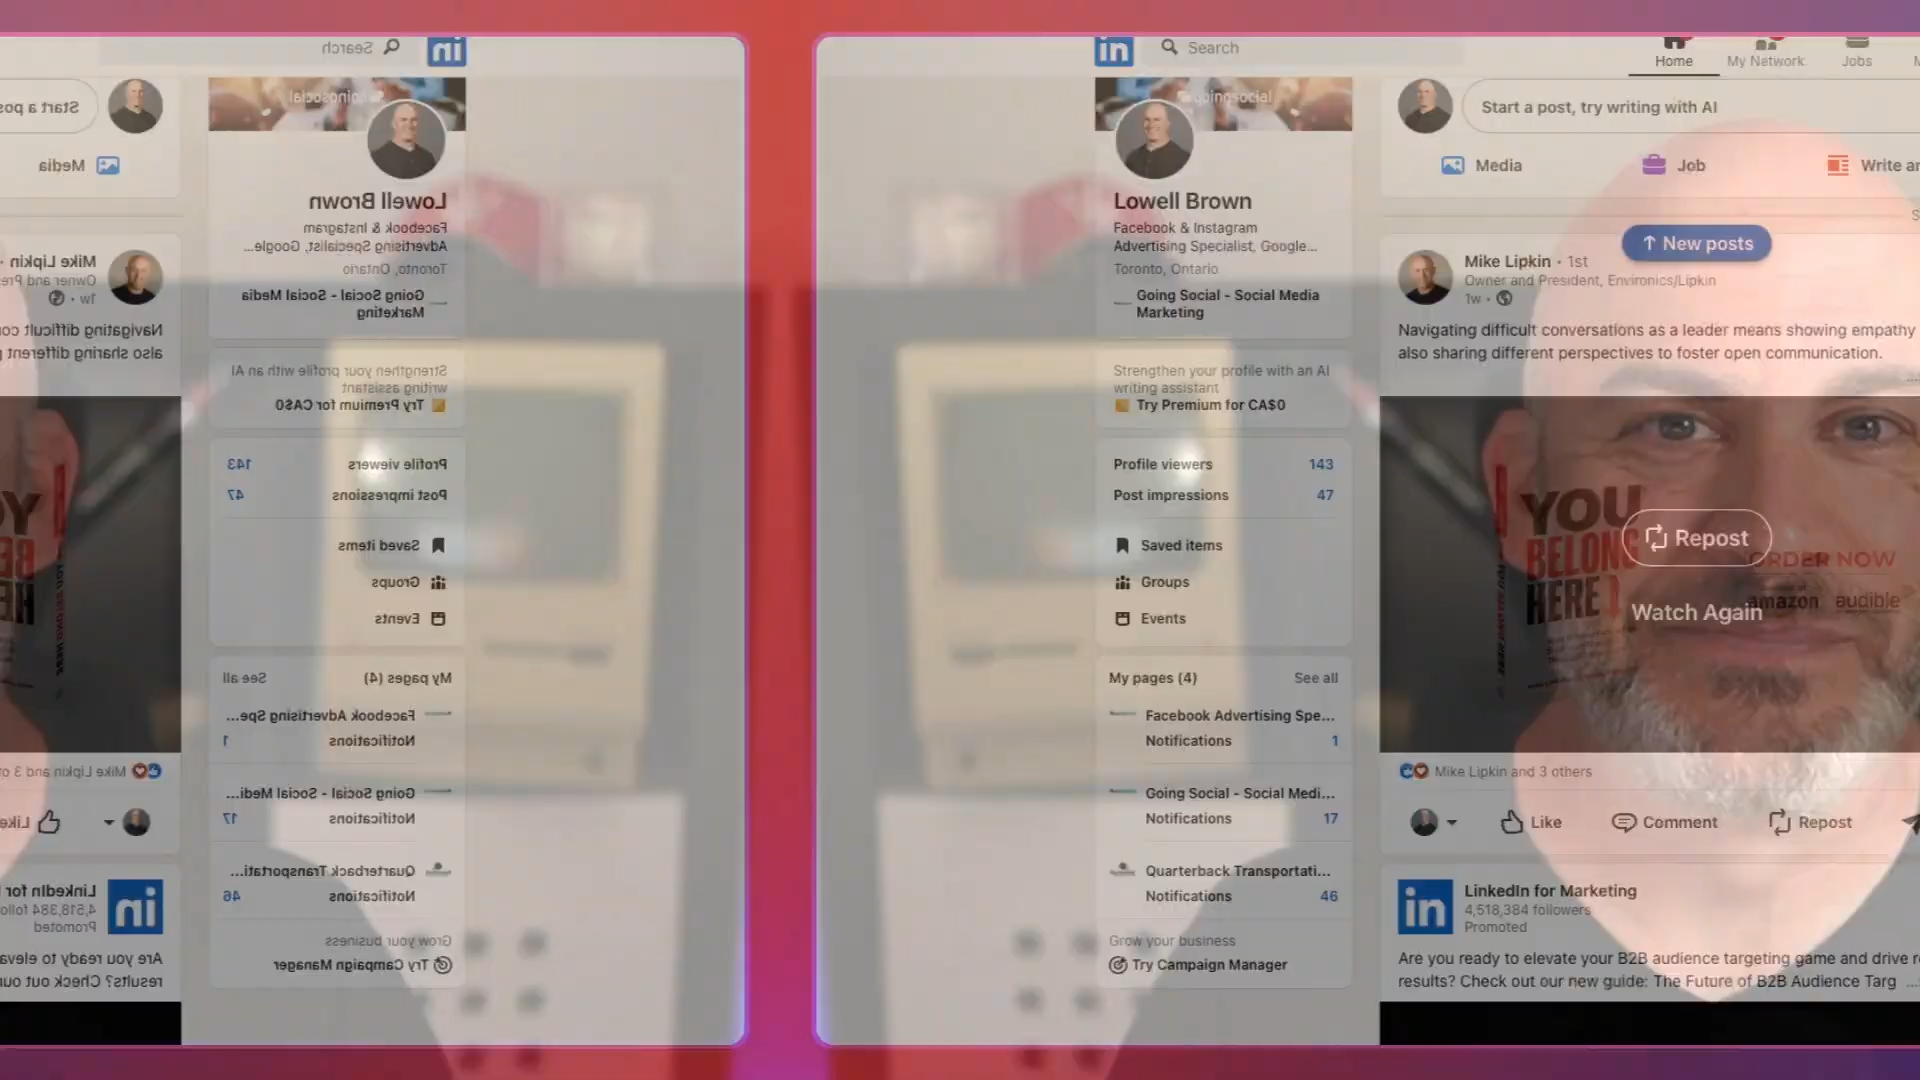 Search
Home
My Network
Jobs
goingsocial
Start a post, try writing with AI
Media
Job
Write ar
Lowell Brown
Facebook & Instagram
Advertising Specialist, Google...
Toronto, Ontario
Going Social - Social Media
Marketing
New posts
Mike Lipkin • 1st
Owner and President, Environics/Lipkin
1w •
Navigating difficult conversations as a leader means showing empathy
also sharing different perspectives to foster open communication.
Strengthen your profile with an AI
writing assistant
Try Premium for CA$0
Profile viewers 143
Post impressions 47
Saved items
Groups
Events
YOU
BELONG
HERE
Repost
ORDER NOW
amazon audible
Watch Again
My pages (4) See all
Facebook Advertising Spe...
Notifications 1
Going Social - Social Medi...
Notifications 17
Quarterback Transportati...
Notifications 46
Grow your business
Try Campaign Manager
Mike Lipkin and 3 others
Like Comment Repost
in LinkedIn for Marketing
4,518,384 followers
Promoted
Are you ready to elevate your B2B audience targeting game and drive r
results? Check out our new guide: The Future of B2B Audience Targ ...